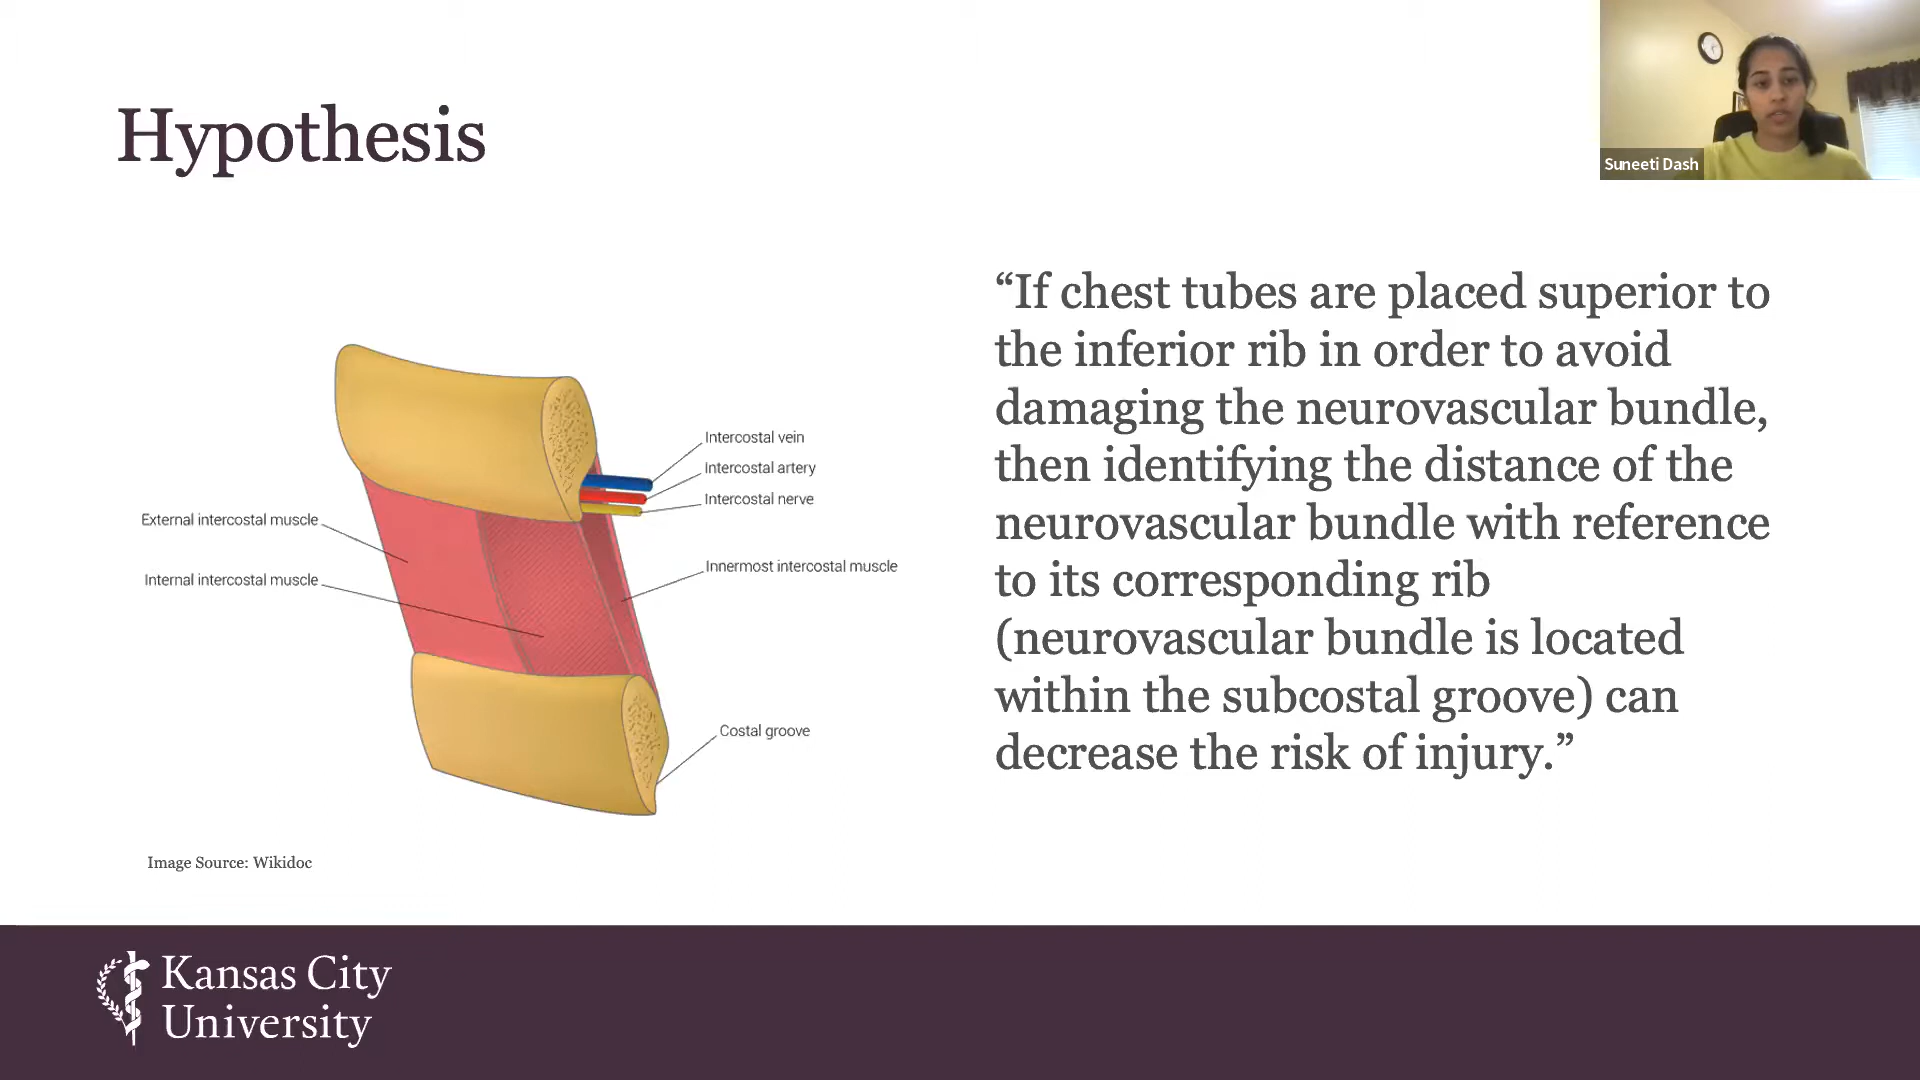 Hypothesis
Suneeti Dash
Intercostal vein
Intercostal artery
Intercostal nerve
External intercostal muscle
Internal intercostal muscle
Innermost intercostal muscle
Costal groove
Image Source: Wikidoc
“If chest tubes are placed superior to
the inferior rib in order to avoid
damaging the neurovascular bundle,
then identifying the distance of the
neurovascular bundle with reference
to its corresponding rib
(neurovascular bundle is located
within the subcostal groove) can
decrease the risk of injury.”
Kansas City
University